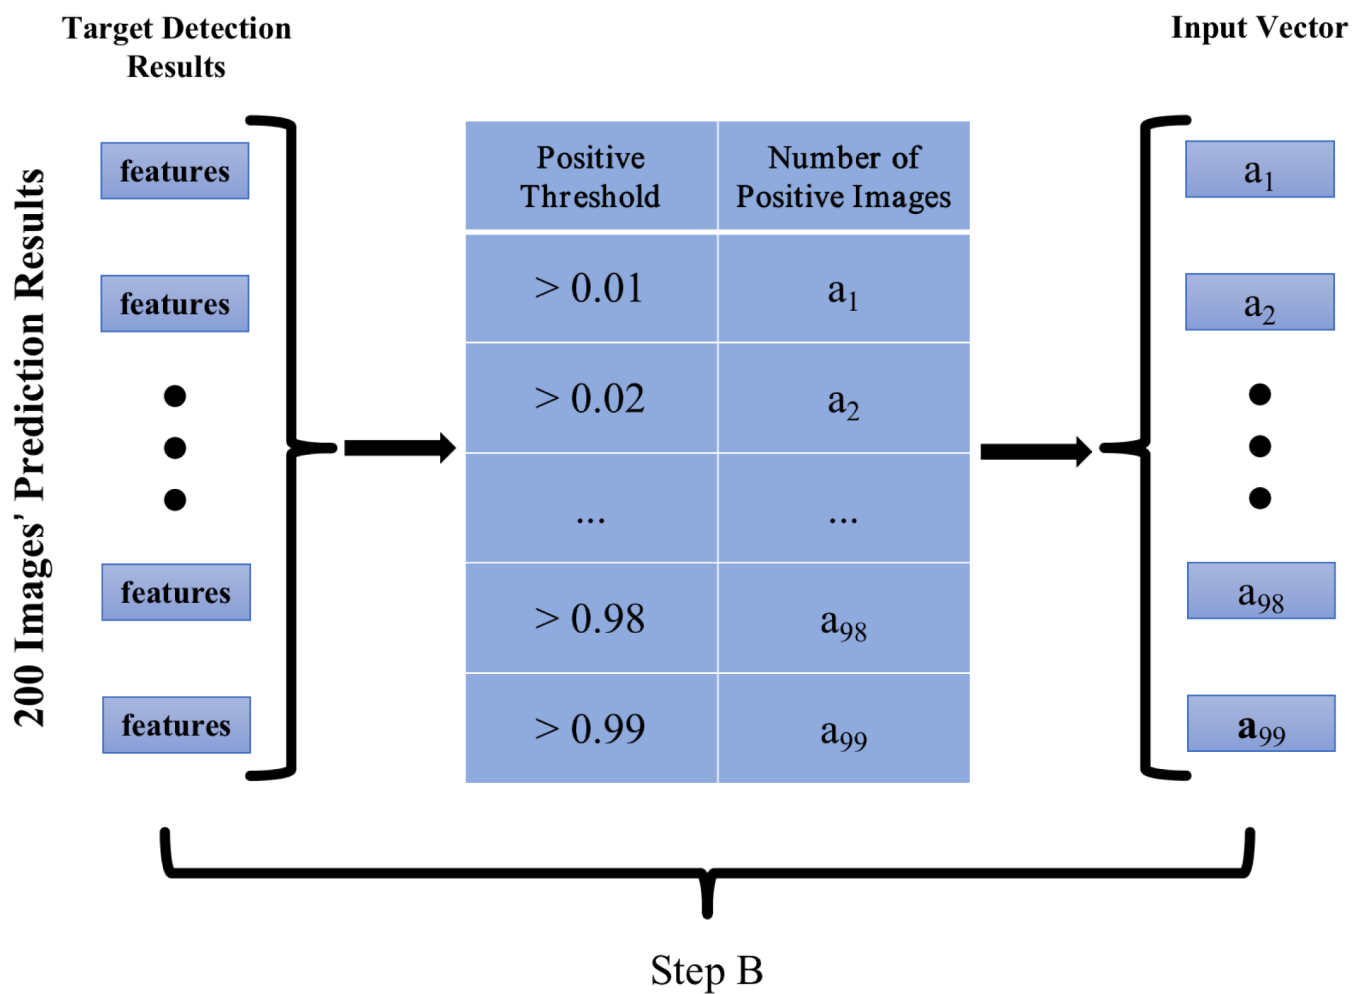 Target Detection
Results
Input Vector
200 Images' Prediction Results
features
features
features
features
Positive
Threshold
Number of
Positive Images
> 0.01
a₁
> 0.02
a₂
...
...
> 0.98
a₉₈
> 0.99
a₉₉
a₁
a₂
a₉₈
a₉₉
Step B